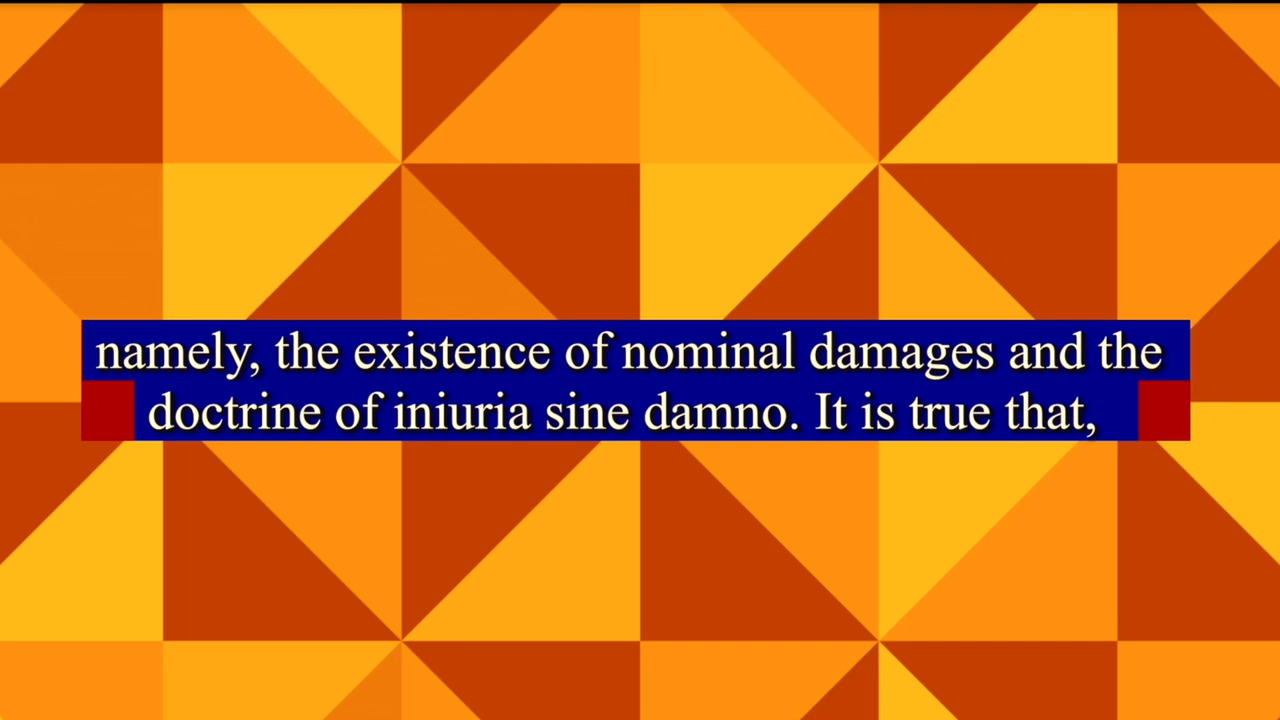 namely, the existence of nominal damages and the
doctrine of iniuria sine damno. It is true that,